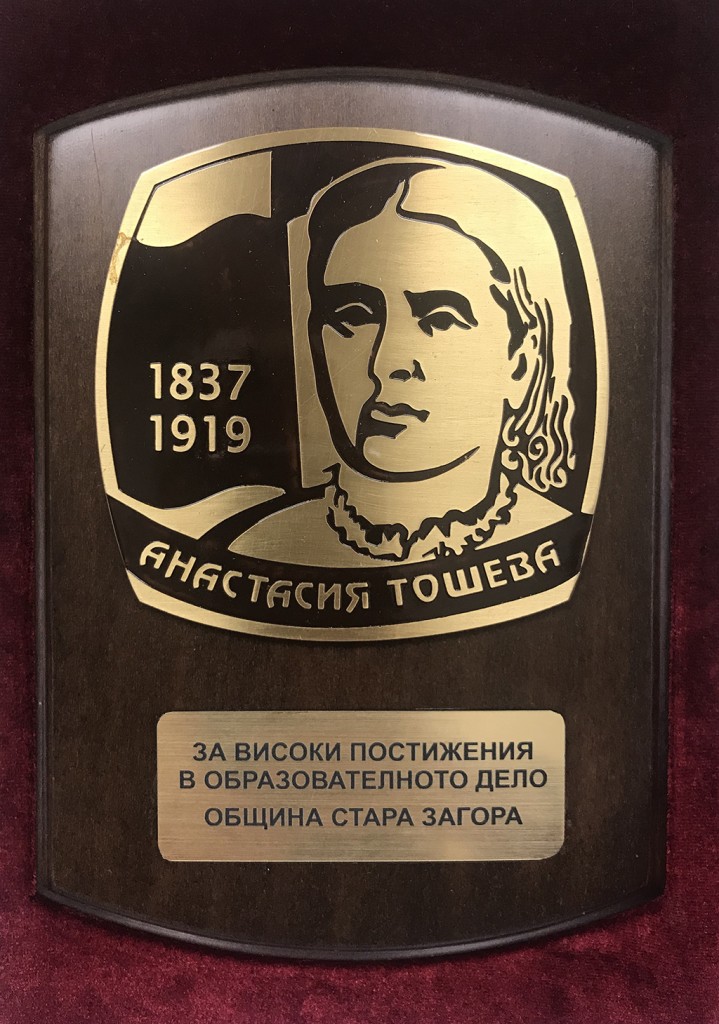 1837
1919
АНАСТАСИЯ ТОШЕВА
ЗА ВИСОКИ ПОСТИЖЕНИЯ
В ОБРАЗОВАТЕЛНОТО ДЕЛО
ОБЩИНА СТАРА ЗАГОРА